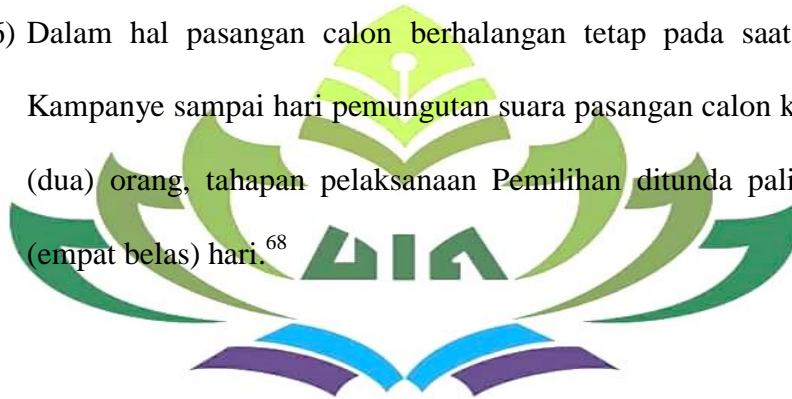 6) Dalam hal pasangan calon berhalangan tetap pada saat
Kampanye sampai hari pemungutan suara pasangan calon k
(dua) orang, tahapan pelaksanaan Pemilihan ditunda pali
(empat belas) hari.68
UIN